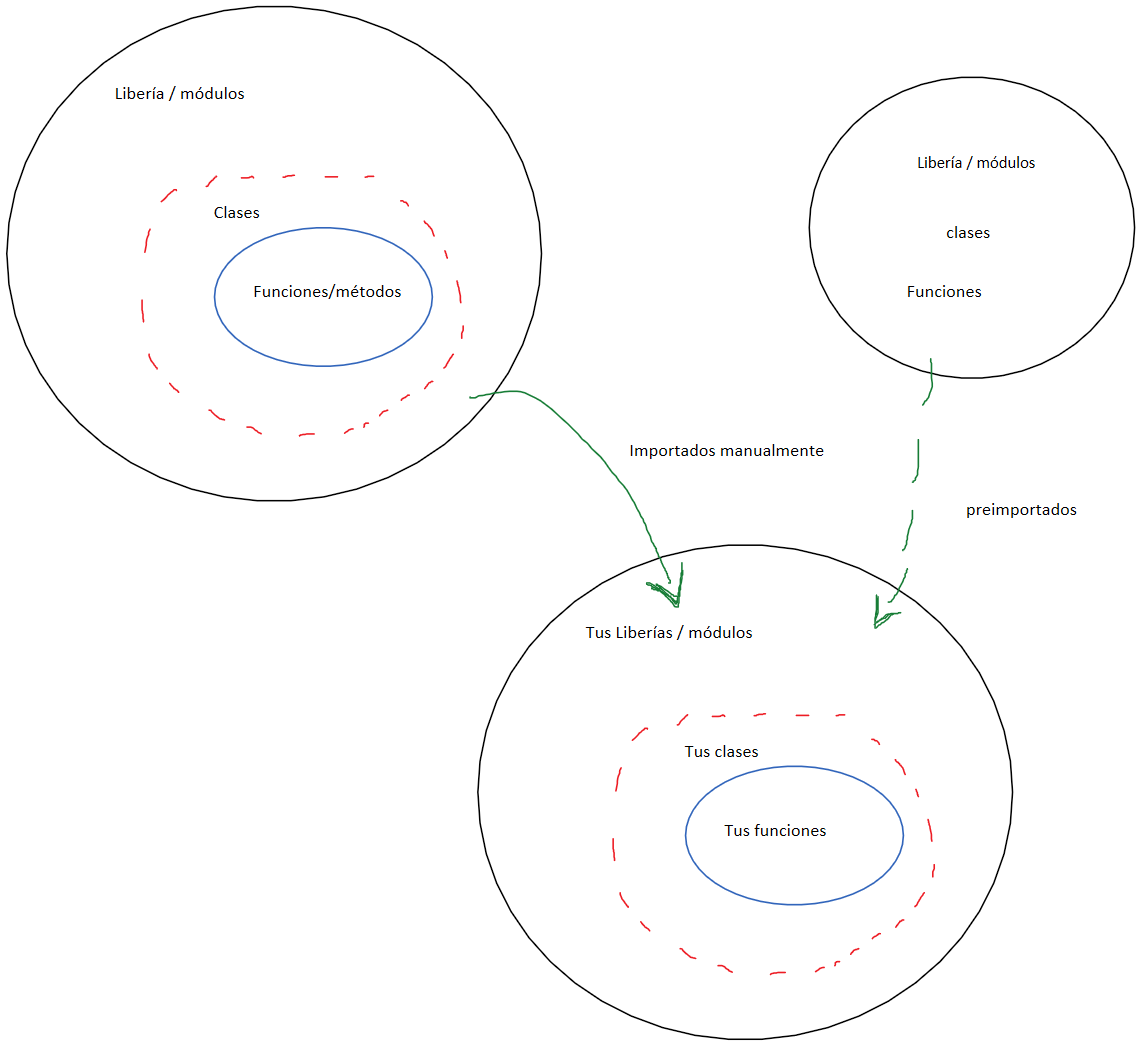 Libería / módulos
Clases
Funciones/métodos
Libería / módulos
clases
Funciones
Importados manualmente
preimportados
Tus Liberías / módulos
Tus clases
Tus funciones